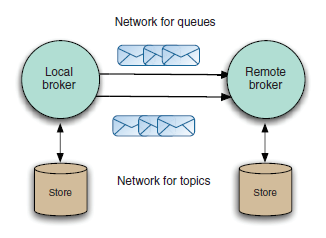 Network for queues
Local
broker
Remote
broker
Network for topics
Store
Store